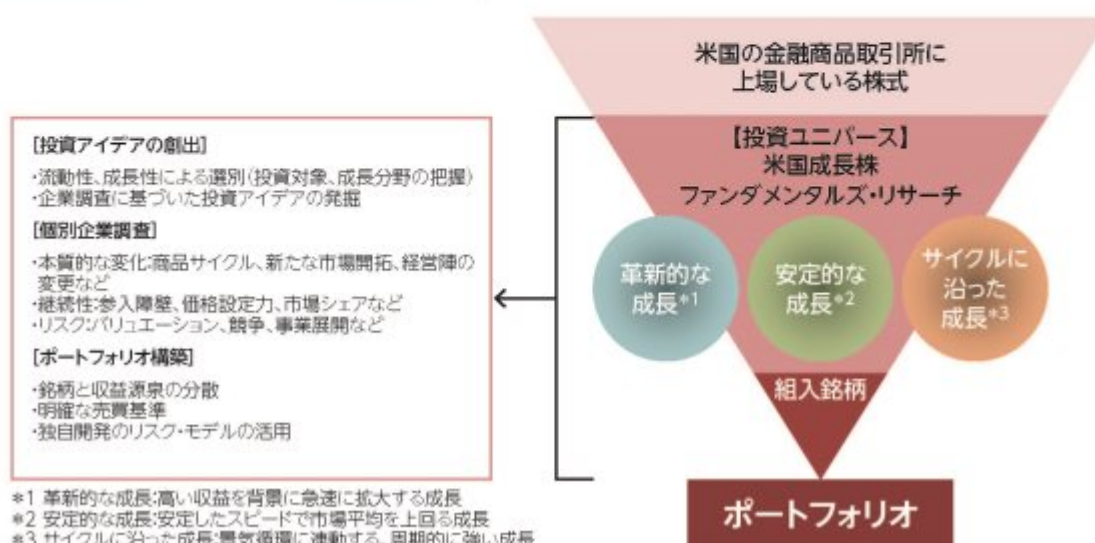 米国の金融商品取引所に
上場している株式
【投資ユニバース】
米国成長株
ファンダメンタルズ・リサーチ
革新的な
成長*1
安定的な
成長*2
サイクルに
沿った
成長*3
組入銘柄
ポートフォリオ
[投資アイデアの創出]
・流動性、成長性による選別(投資対象、成長分野の把握)
・企業調査に基づいた投資アイデアの発掘
[個別企業調査]
・本質的な変化:商品サイクル、新たな市場開拓、経営陣の
変更など
・継続性:参入障壁、価格設定力、市場シェアなど
・リスク:バリュエーション、競争、事業展開など
[ポートフォリオ構築]
・銘柄と収益源泉の分散
・明確な売買基準
・独自開発のリスク・モデルの活用
*1 革新的な成長:高い収益を背景に急速に拡大する成長
*2 安定的な成長:安定したスピードで市場平均を上回る成長
*3 サイクルに沿った成長:景気循環に連動する、周期的に強い成長